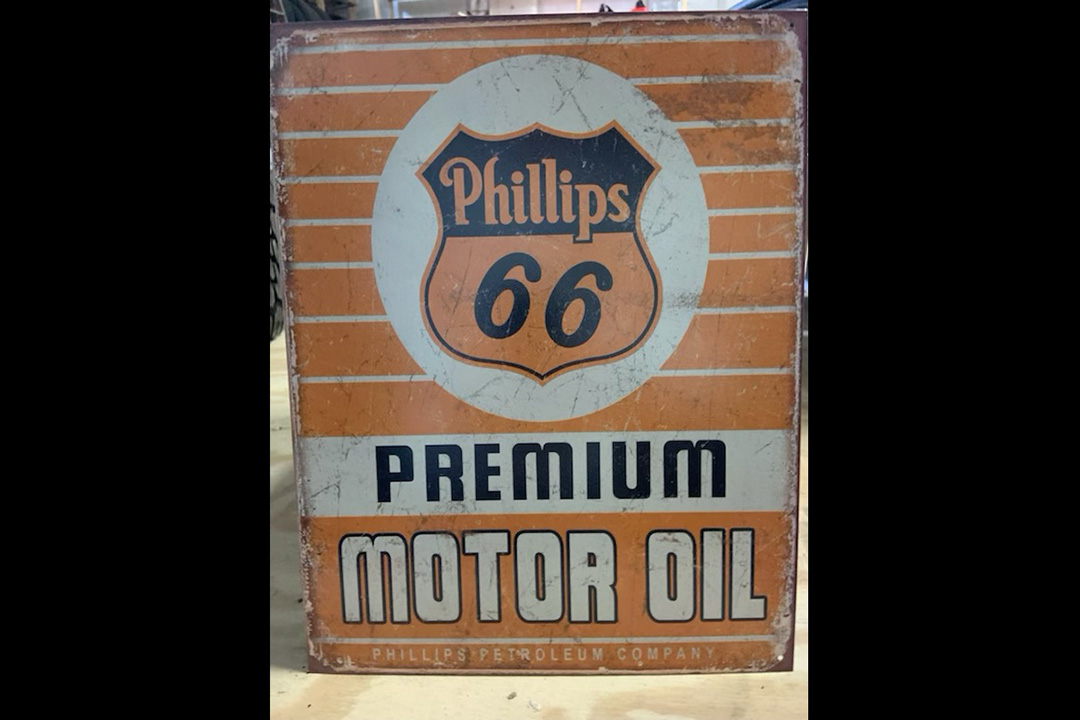 Phillips
66
PREMIUM
MOTOR OIL
PHILLIPS PETROLEUM COMPANY